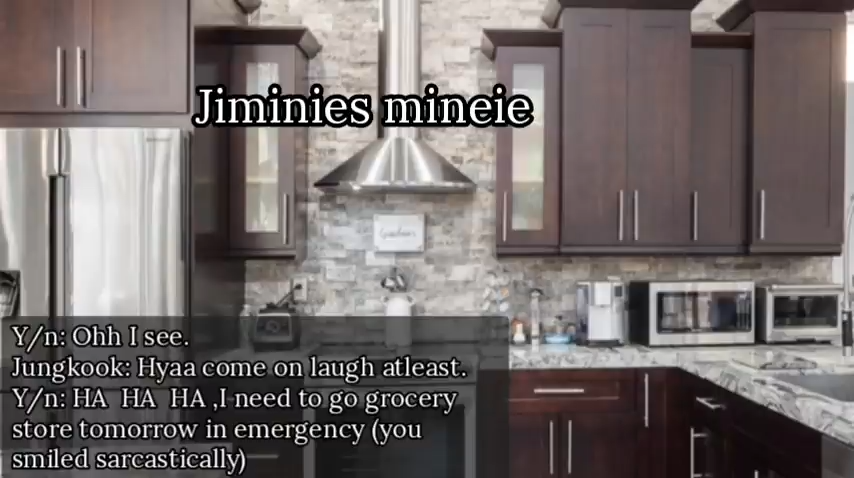 Jiminies mineie
Y/n: Ohh I see.
Jungkook: Hyaa come on laugh atleast.
Y/n: HA HA HA ,I need to go grocery
store tomorrow in emergency (you
smiled sarcastically)